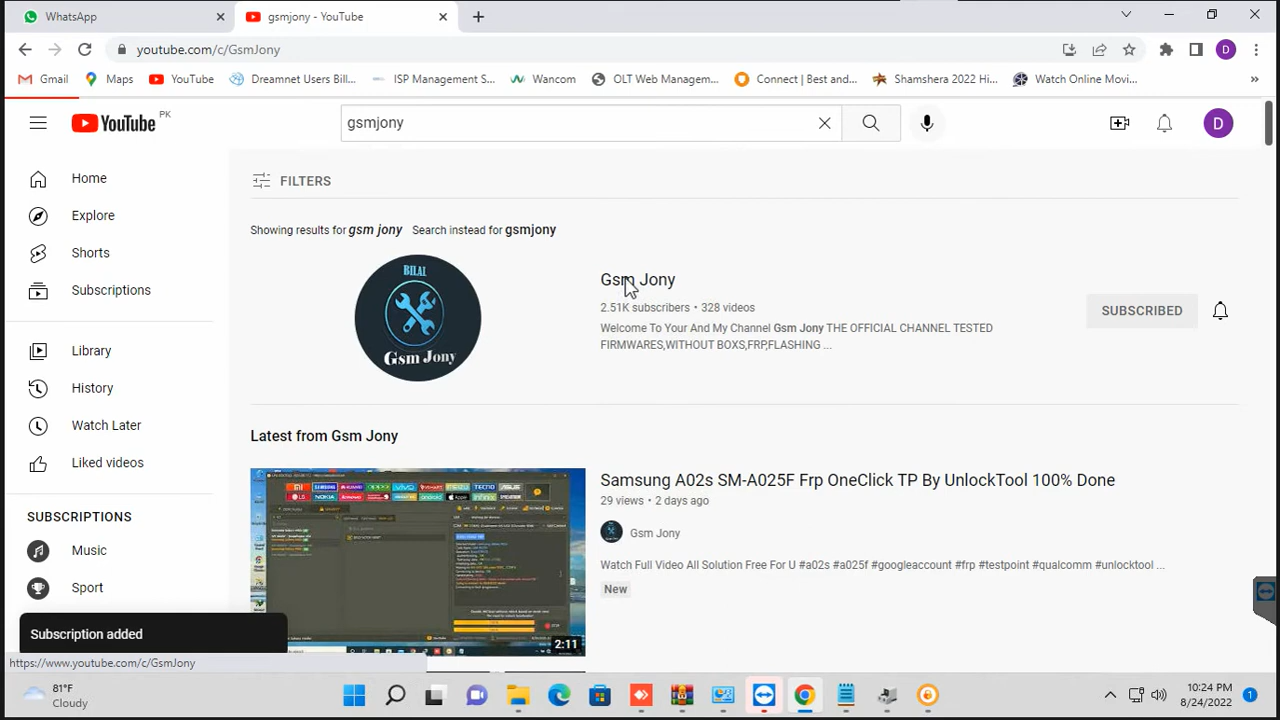 WhatsApp
gsmjony - YouTube
youtube.com/c/GsmJony
D
Gmail
Maps
YouTube
Dreamnet Users Bill...
ISP Management S...
Wancom
OLT Web Managem...
Connect | Best and...
Shamshera 2022 Hi...
Watch Online Movi...
»
YouTube PK
gsmjony
D
Home
Explore
Shorts
Subscriptions
Library
History
Watch Later
Liked videos
SUBSCRIPTIONS
Music
Sport
FILTERS
Showing results for gsm jony Search instead for gsmjony
BILAL
Gsm Jony
Gsm Jony
2.51K subscribers • 328 videos
Welcome To Your And My Channel Gsm Jony THE OFFICIAL CHANNEL TESTED
FIRMWARES,WITHOUT BOXS,FRP,FLASHING ...
SUBSCRIBED
Latest from Gsm Jony
2:11
Samsung A02s SM-A025F Frp OneClick TP By UnlockTool 100% Done
29 views • 2 days ago
Gsm Jony
Watch Full Video All Solution Free For U #a02s #a025f #googleaccount #frp #testpoint #qualcomm #unlocktool ...
New
Subscription added
https://www.youtube.com/c/GsmJony
81°F
Cloudy
10:24 PM
8/24/2022
1